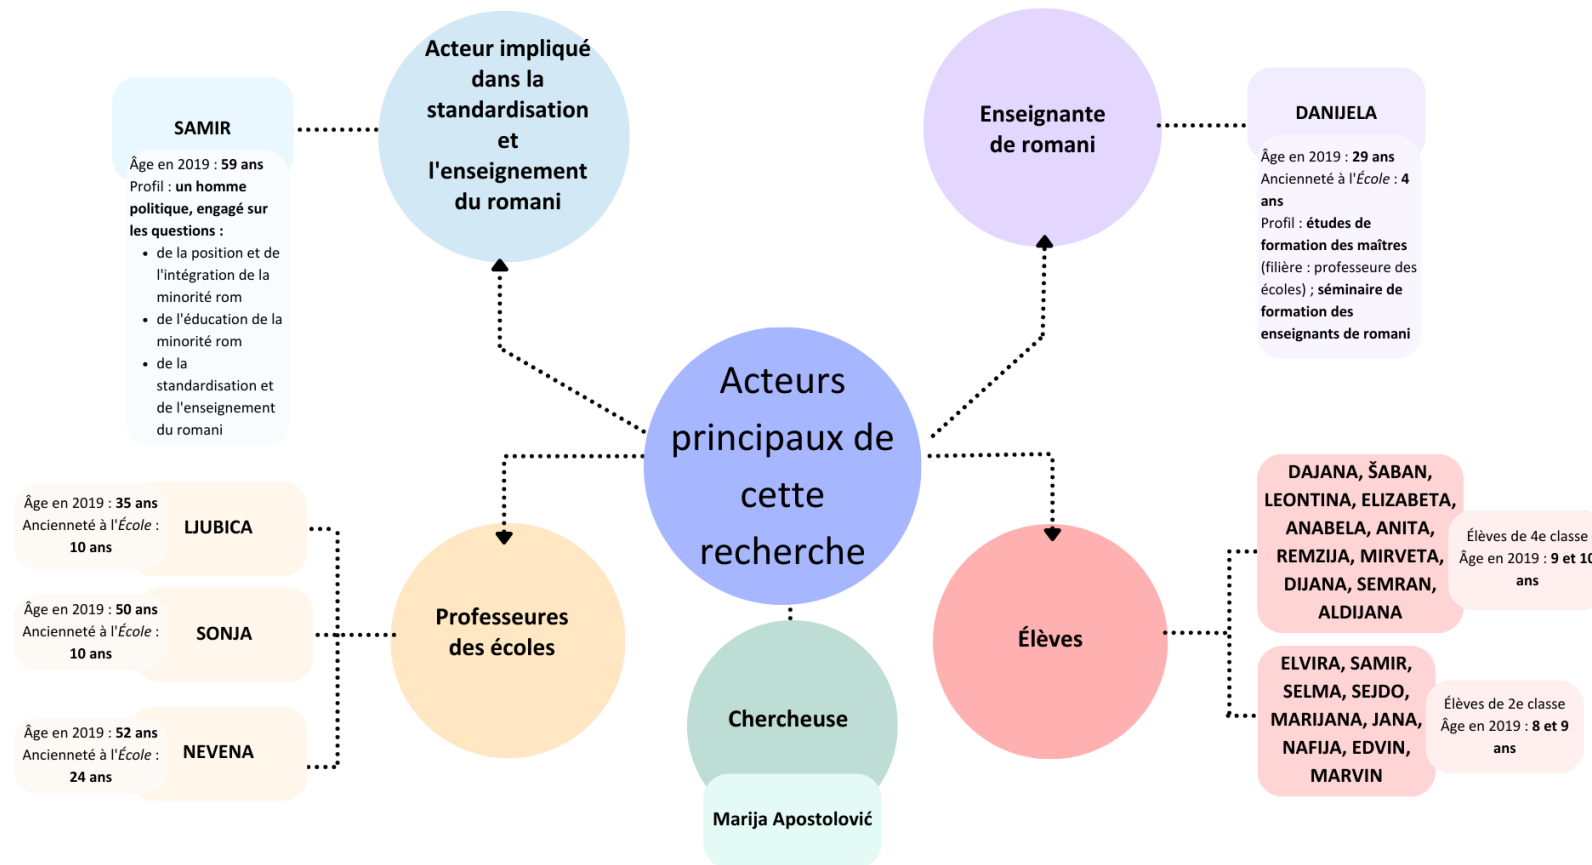 Acteur impliqué
dans la
standardisation
et
l'enseignement
du romani
SAMIR
Âge en 2019 : 59 ans
Profil : un homme
politique, engagé sur
les questions :
• de la position et de
l'intégration de la
minorité rom
• de l'éducation de la
minorité rom
• de la
standardisation et
de l'enseignement
du romani
Enseignante
de romani
DANIJELA
Âge en 2019 : 29 ans
Ancienneté à l'École : 4
ans
Profil : études de
formation des maîtres
(filière : professeure des
écoles) ; séminaire de
formation des
enseignants de romani
Acteurs
principaux de
cette
recherche
Professeures
des écoles
LJUBICA
Âge en 2019 : 35 ans
Ancienneté à l'École :
10 ans
SONJA
Âge en 2019 : 50 ans
Ancienneté à l'École :
10 ans
NEVENA
Âge en 2019 : 52 ans
Ancienneté à l'École :
24 ans
Chercheuse
Marija Apostolović
Élèves
DAJANA, ŠABAN,
LEONTINA, ELIZABETA,
ANABELA, ANITA,
REMZIJA, MIRVETA,
DIJANA, SEMRAN,
ALDIJANA
Élèves de 4e classe
Âge en 2019 : 9 et 10
ans
ELVIRA, SAMIR,
SELMA, SEJDO,
MARIJANA, JANA,
NAFIJA, EDVIN,
MARVIN
Élèves de 2e classe
Âge en 2019 : 8 et 9
ans